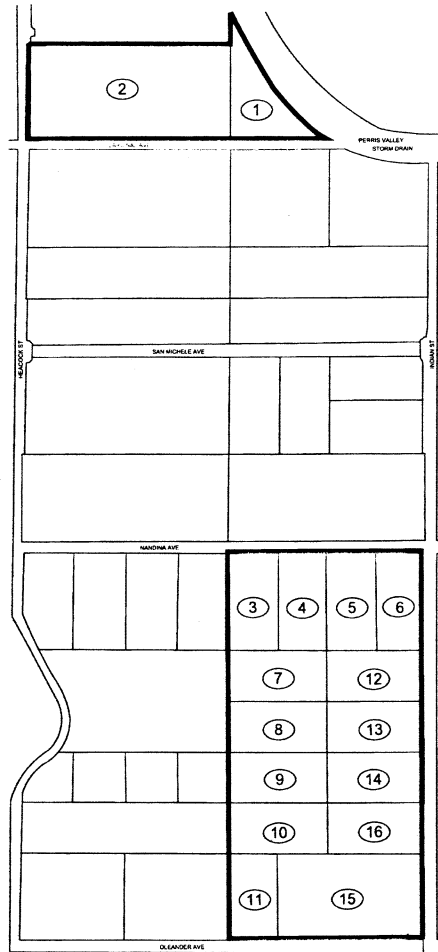 2
1
PERRIS VALLEY
STORM DRAIN
HEACOCK ST
SAN MICHELE AVE
INDIAN ST
NANDINA AVE
3 4 5 6
7 12
8 13
9 14
10 16
11 15
OLEANDER AVE